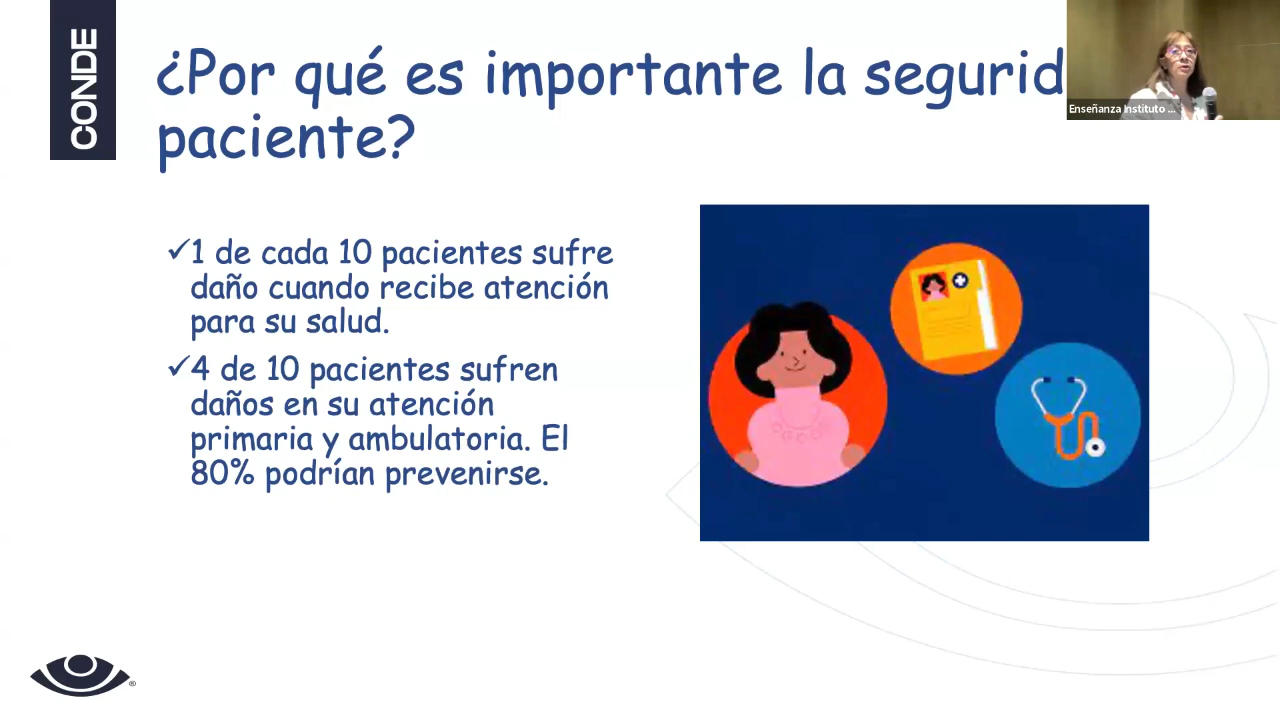 CONDE
¿Por qué es importante la segurid
paciente?
Enseñanza Instituto ...
✓1 de cada 10 pacientes sufre
daño cuando recibe atención
para su salud.
✓4 de 10 pacientes sufren
daños en su atención
primaria y ambulatoria. El
80% podrían prevenirse.
®